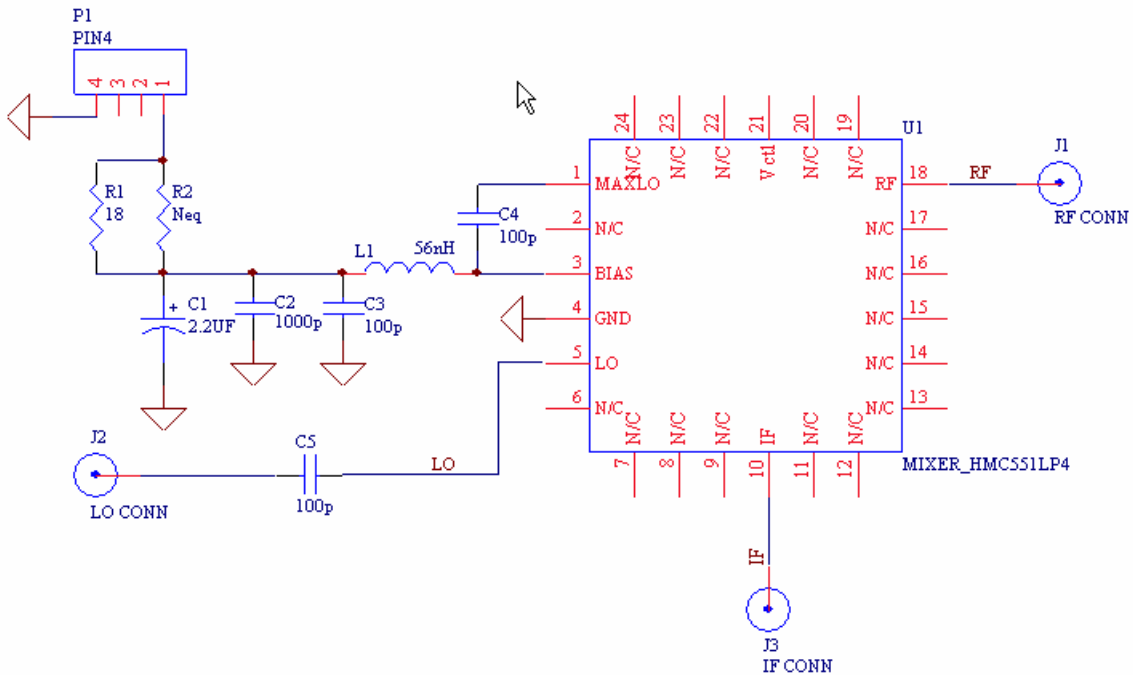 P1
PIN4
4
3
2
1
R1
18
R2
Neq
+ C1
2.2UF
C2
1000p
C3
100p
L1
56nH
C4
100p
24 23 22 21 20 19
N/C N/C N/C Vctl N/C N/C
U1
1 MAXLO
2 N/C
3 BIAS
4 GND
5 LO
6 N/C
RF 18
N/C 17
N/C 16
N/C 15
N/C 14
N/C 13
RF
J1
RF CONN
N/C N/C N/C IF N/C N/C
7 8 9 10 11 12
MIXER_HMC551LP4
J2
LO CONN
C5
100p
LO
IF
J3
IF CONN